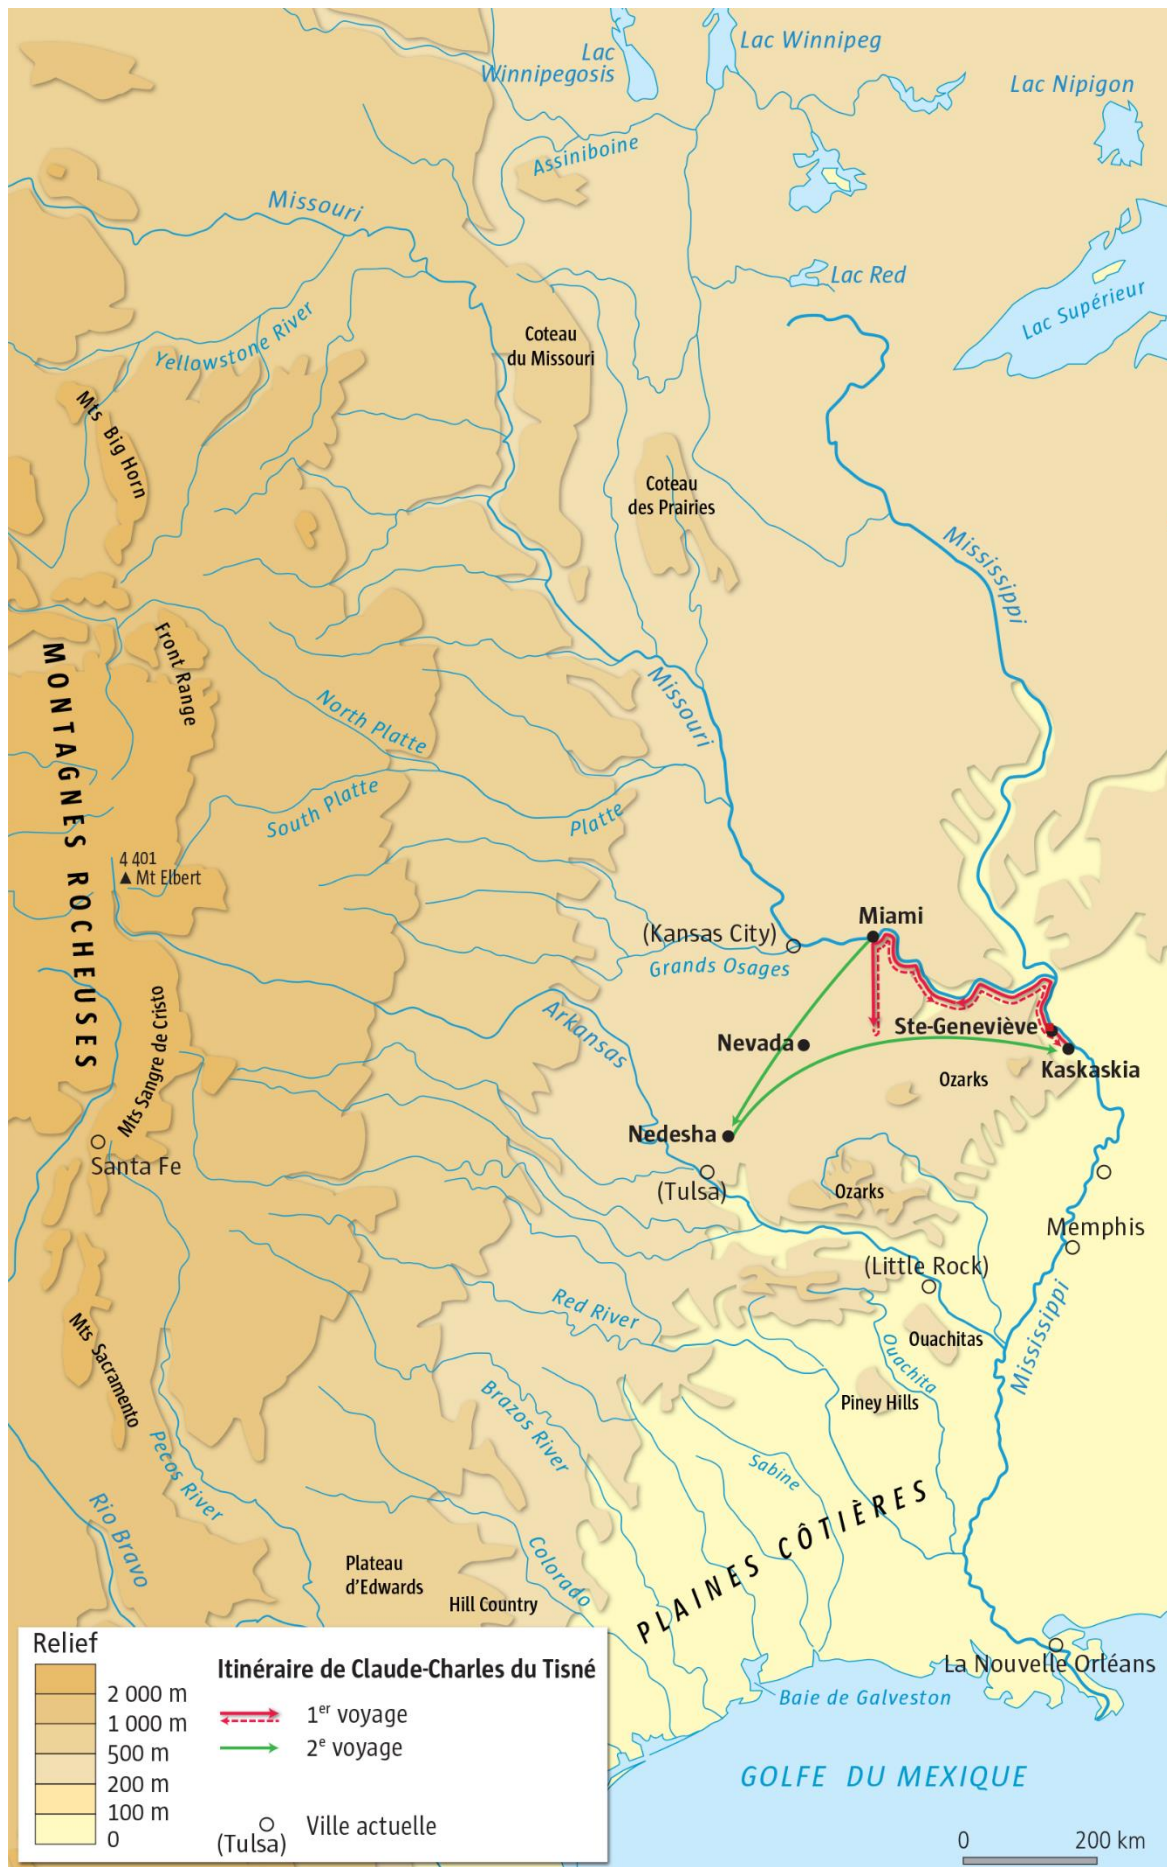 Lac
Winnipegosis
Lac Winnipeg
Lac Nipigon
Assiniboine
Missouri
Lac Red
Lac Supérieur
Yellowstone River
Coteau
du Missouri
Mts Big Horn
Coteau
des Prairies
Mississippi
Front Range
MONTAGNES ROCHEUSES
North Platte
Missouri
South Platte
Platte
4 401
Mt Elbert
Miami
(Kansas City)
Grands Osages
Arkansas
Ste-Geneviève
Nevada
Kaskaskia
Ozarks
Mts Sangre de Cristo
Nedesha
Santa Fe
(Tulsa)
Ozarks
Memphis
(Little Rock)
Red River
Mts Sacramento
Ouachitas
Ouachita
Mississippi
Piney Hills
Brazos River
Pecos River
Sabine
Rio Bravo
PLAINES CÔTIÈRES
Colorado
Plateau
d'Edwards
Hill Country
La Nouvelle Orléans
Baie de Galveston
GOLFE DU MEXIQUE
Relief
2 000 m
1 000 m
500 m
200 m
100 m
0
Itinéraire de Claude-Charles du Tisné
1er voyage
2e voyage
(Tulsa)
Ville actuelle
0 200 km